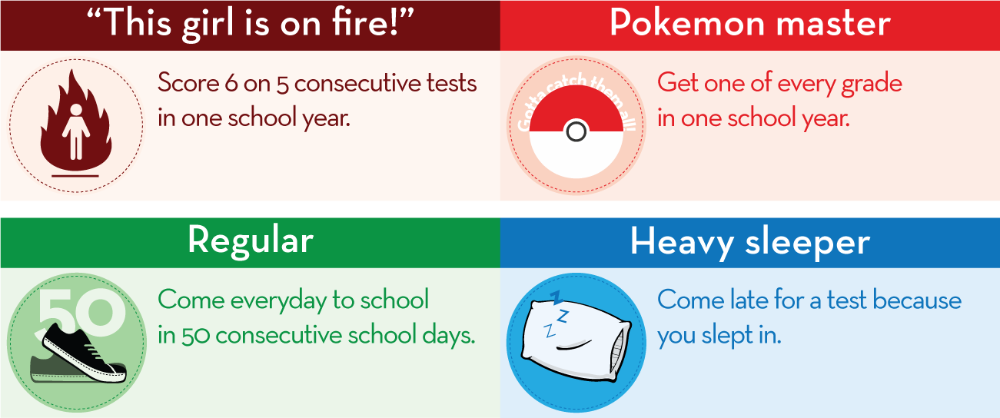 “This girl is on fire!”
Score 6 on 5 consecutive tests
in one school year.
Pokemon master
Gotta catch them all!
Get one of every grade
in one school year.
Regular
50
Come everyday to school
in 50 consecutive school days.
Heavy sleeper
z
z
z
Come late for a test because
you slept in.